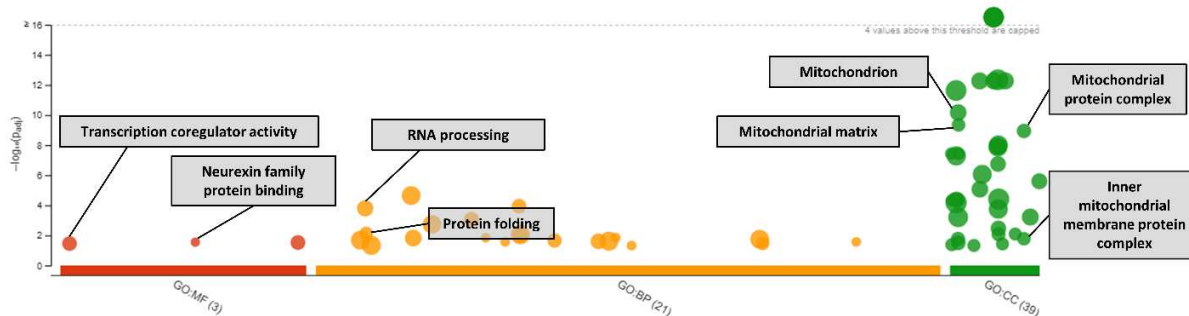 ≥ 16
4 values above this threshold are capped
14
12
10
8
6
4
2
0
-log₁₀(padj)
Transcription coregulator activity
Neurexin family
protein binding
RNA processing
Protein folding
Mitochondrion
Mitochondrial matrix
Mitochondrial
protein complex
Inner
mitochondrial
membrane protein
complex
GO:MF (3)
GO:BP (21)
GO:CC (39)